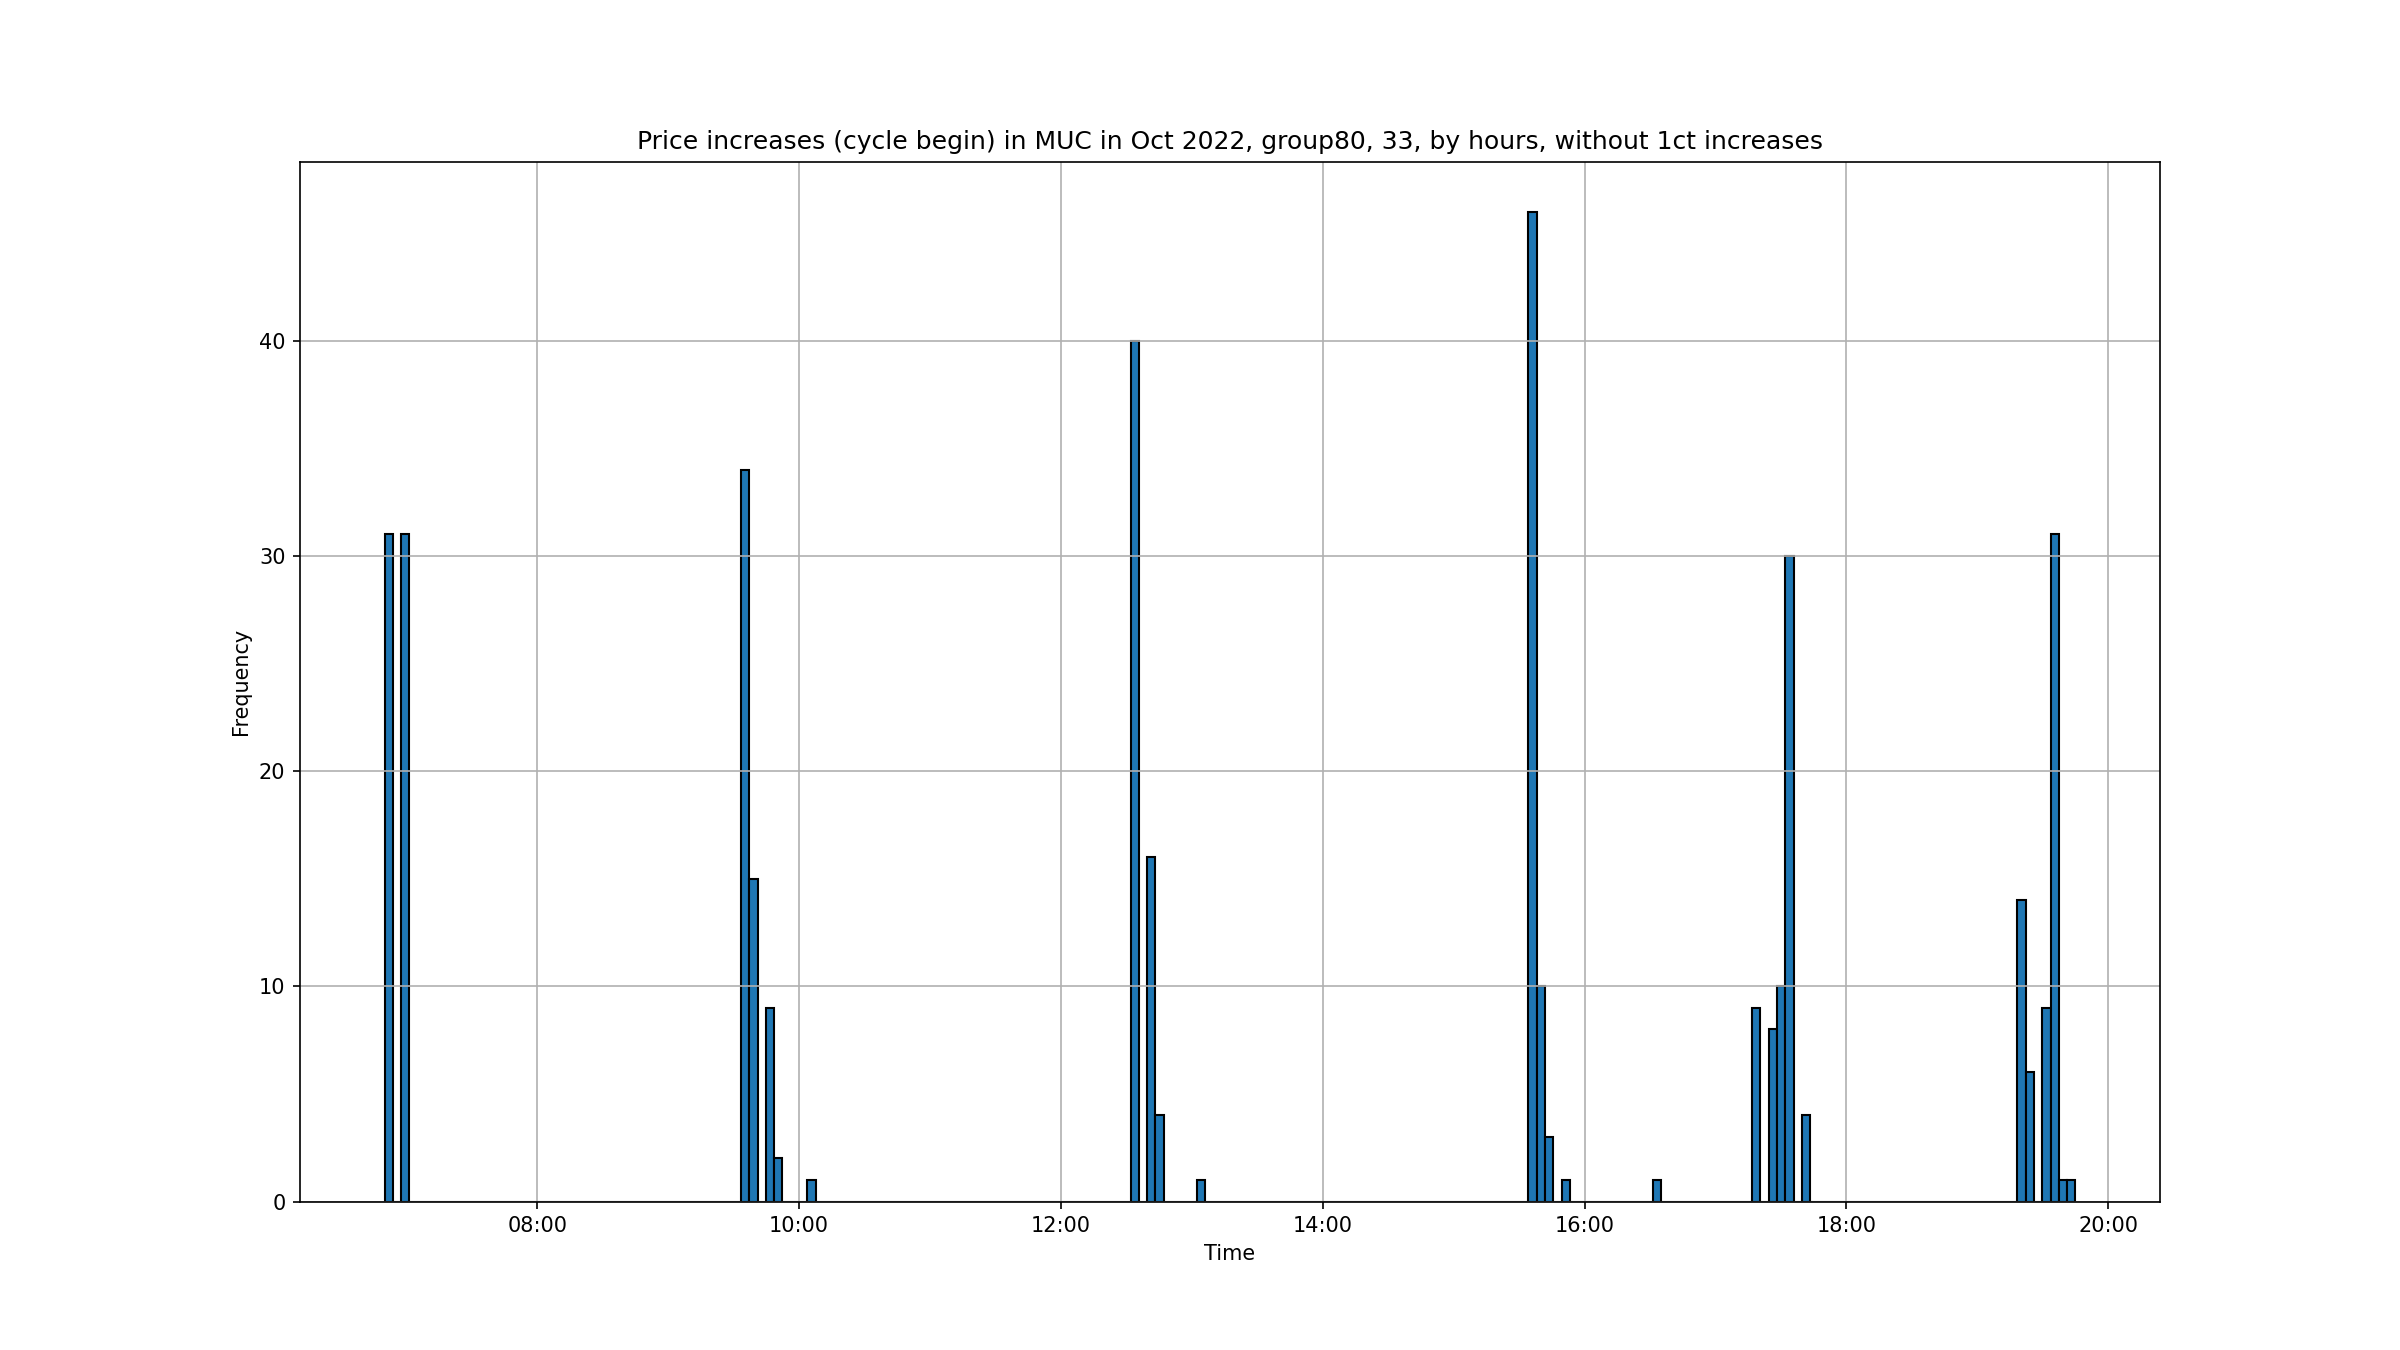 Price increases (cycle begin) in MUC in Oct 2022, group80, 33, by hours, without 1ct increases
40
30
20
10
0
Frequency
08:00 10:00 12:00 14:00 16:00 18:00 20:00
Time